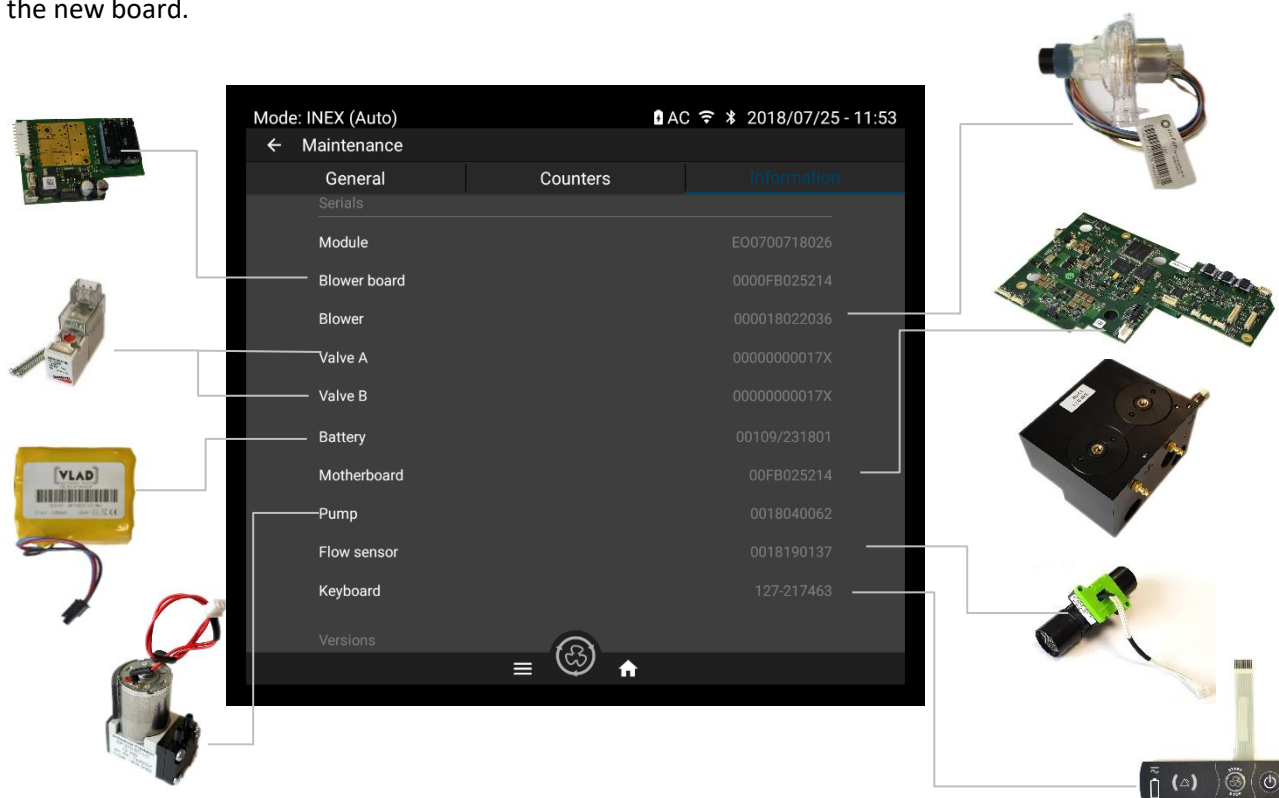 the new board.
Mode: INEX (Auto) AC 2018/07/25 - 11:53
← Maintenance
General Counters Information
Serials
Module EO0700718026
Blower board 0000FB025214
Blower 000018022036
Valve A 00000000017X
Valve B 00000000017X
Battery 00109/231801
Motherboard 00FB025214
Pump 0018040062
Flow sensor 0018190137
Keyboard 127-217463
Versions
[VLAD]